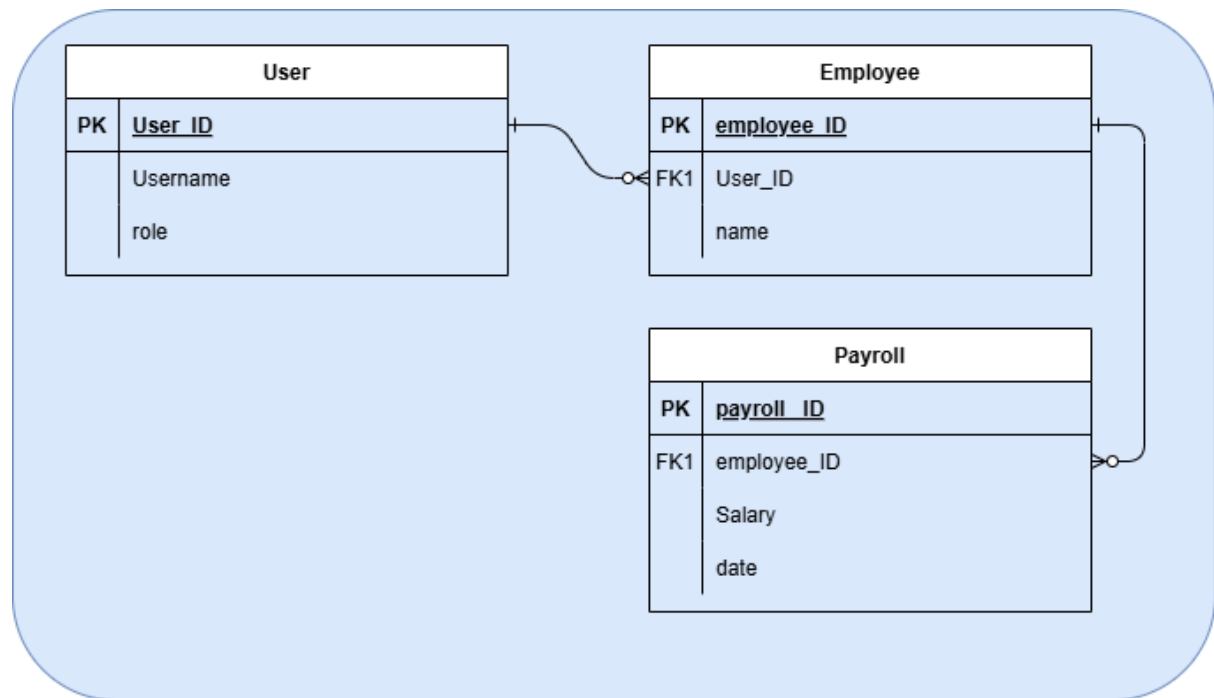 User
PK User_ID
Username
role
Employee
PK employee_ID
FK1 User_ID
name
Payroll
PK payroll_ID
FK1 employee_ID
Salary
date